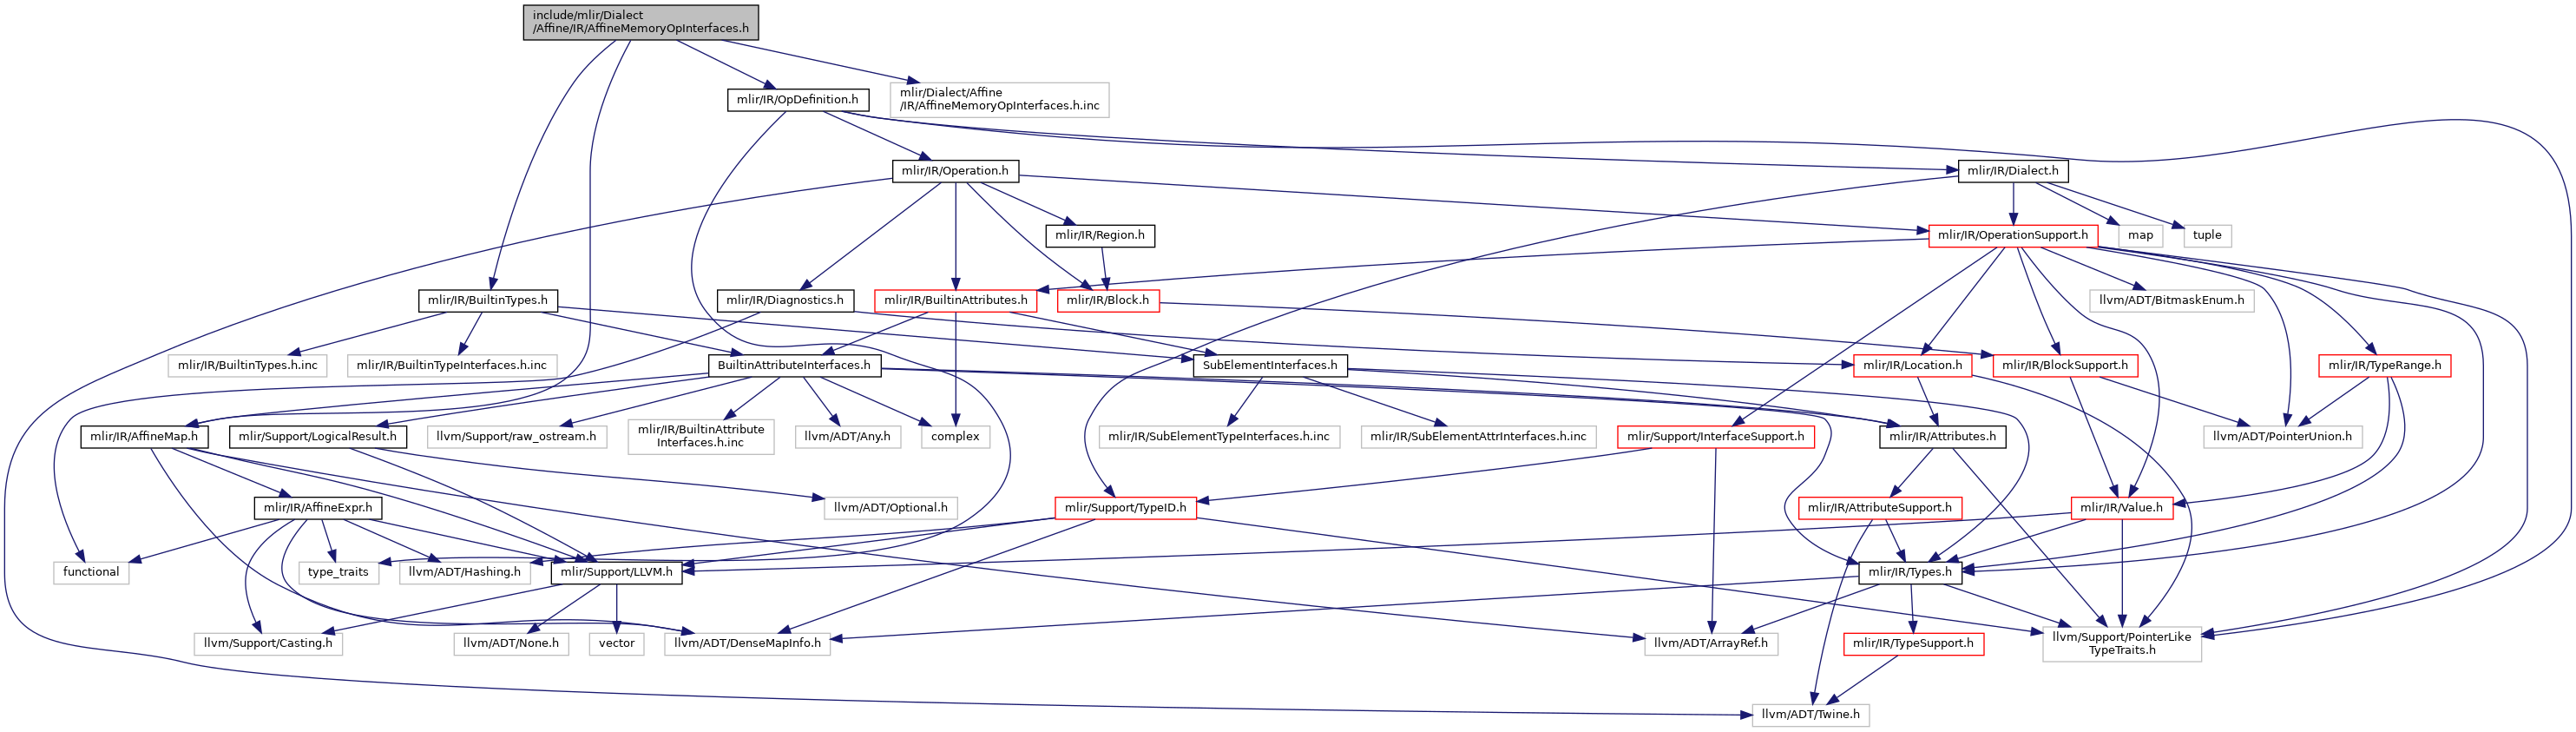 include/mlir/Dialect
/Affine/IR/AffineMemoryOpInterfaces.h
mlir/IR/OpDefinition.h
mlir/Dialect/Affine
/IR/AffineMemoryOpInterfaces.h.inc
mlir/IR/Operation.h
mlir/IR/Dialect.h
mlir/IR/Region.h
mlir/IR/OperationSupport.h
map
tuple
mlir/IR/BuiltinTypes.h
mlir/IR/Diagnostics.h
mlir/IR/BuiltinAttributes.h
mlir/IR/Block.h
llvm/ADT/BitmaskEnum.h
mlir/IR/BuiltinTypes.h.inc
mlir/IR/BuiltinTypeInterfaces.h.inc
BuiltinAttributeInterfaces.h
SubElementInterfaces.h
mlir/IR/Location.h
mlir/IR/BlockSupport.h
mlir/IR/TypeRange.h
mlir/IR/AffineMap.h
mlir/Support/LogicalResult.h
llvm/Support/raw_ostream.h
mlir/IR/BuiltinAttribute
Interfaces.h.inc
llvm/ADT/Any.h
complex
mlir/IR/SubElementTypeInterfaces.h.inc
mlir/IR/SubElementAttrInterfaces.h.inc
mlir/Support/InterfaceSupport.h
mlir/IR/Attributes.h
llvm/ADT/PointerUnion.h
mlir/IR/AffineExpr.h
llvm/ADT/Optional.h
mlir/Support/TypeID.h
mlir/IR/AttributeSupport.h
mlir/IR/Value.h
functional
type_traits
llvm/ADT/Hashing.h
mlir/Support/LLVM.h
mlir/IR/Types.h
llvm/Support/Casting.h
llvm/ADT/None.h
vector
llvm/ADT/DenseMapInfo.h
llvm/ADT/ArrayRef.h
mlir/IR/TypeSupport.h
llvm/Support/PointerLike
TypeTraits.h
llvm/ADT/Twine.h